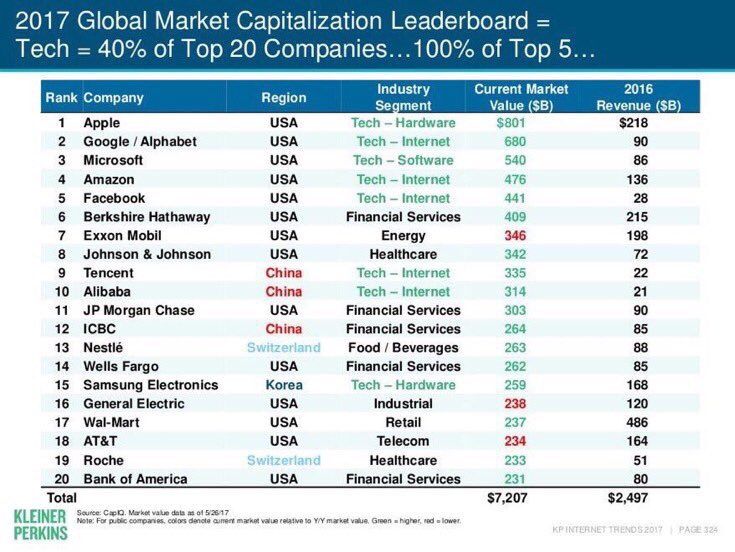 2017 Global Market Capitalization Leaderboard =
Tech = 40% of Top 20 Companies…100% of Top 5…
Rank Company Region Industry Segment Current Market Value ($B) 2016 Revenue ($B)
1 Apple USA Tech – Hardware $801 $218
2 Google / Alphabet USA Tech – Internet 680 90
3 Microsoft USA Tech – Software 540 86
4 Amazon USA Tech – Internet 476 136
5 Facebook USA Tech – Internet 441 28
6 Berkshire Hathaway USA Financial Services 409 215
7 Exxon Mobil USA Energy 346 198
8 Johnson & Johnson USA Healthcare 342 72
9 Tencent China Tech – Internet 335 22
10 Alibaba China Tech – Internet 314 21
11 JP Morgan Chase USA Financial Services 303 90
12 ICBC China Financial Services 264 85
13 Nestlé Switzerland Food / Beverages 263 88
14 Wells Fargo USA Financial Services 262 85
15 Samsung Electronics Korea Tech – Hardware 259 168
16 General Electric USA Industrial 238 120
17 Wal-Mart USA Retail 237 486
18 AT&T USA Telecom 234 164
19 Roche Switzerland Healthcare 233 51
20 Bank of America USA Financial Services 231 80
Total $7,207 $2,497
KLEINER
PERKINS
Source: CapIQ. Market value data as of 5/26/17
Note: For public companies, colors denote current market value relative to Y/Y market value. Green = higher, red = lower.
KP INTERNET TRENDS 2017 | PAGE 324